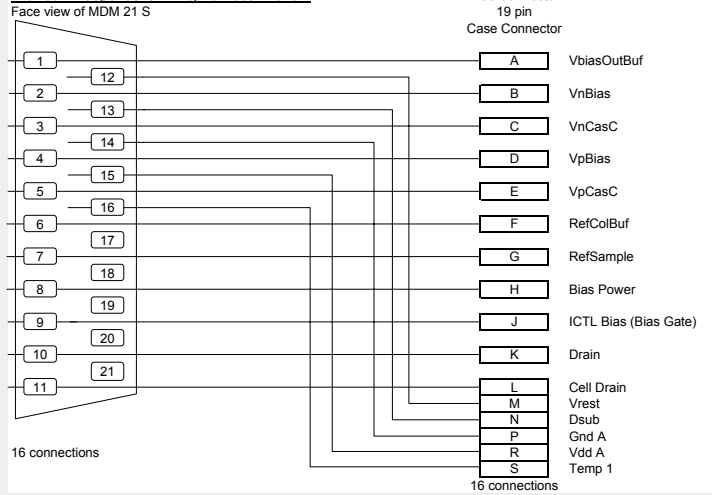 Face view of MDM 21 S
19 pin
Case Connector
1 A VbiasOutBuf
12
2 B VnBias
13
3 C VnCasC
14
4 D VpBias
15
5 E VpCasC
16
6 F RefColBuf
17
7 G RefSample
18
8 H Bias Power
19
9 J ICTL Bias (Bias Gate)
20
10 K Drain
21
11 L Cell Drain
M Vrest
N Dsub
P Gnd A
16 connections R Vdd A
S Temp 1
16 connections